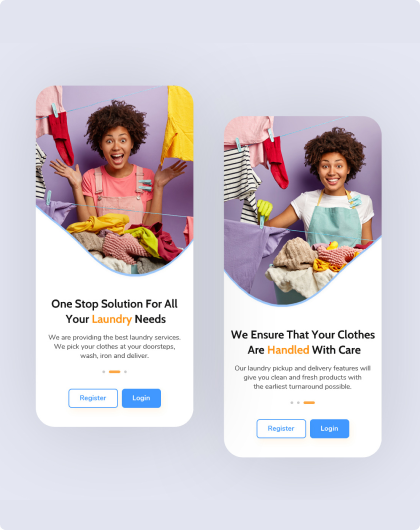 One Stop Solution For All
Your Laundry Needs
We are providing the best laundry services.
We pick your clothes at your doorsteps,
wash, iron and deliver.
Register
Login
We Ensure That Your Clothes
Are Handled With Care
Our laundry pickup and delivery features will
give you clean and fresh products with
the earliest turnaround possible.
Register
Login